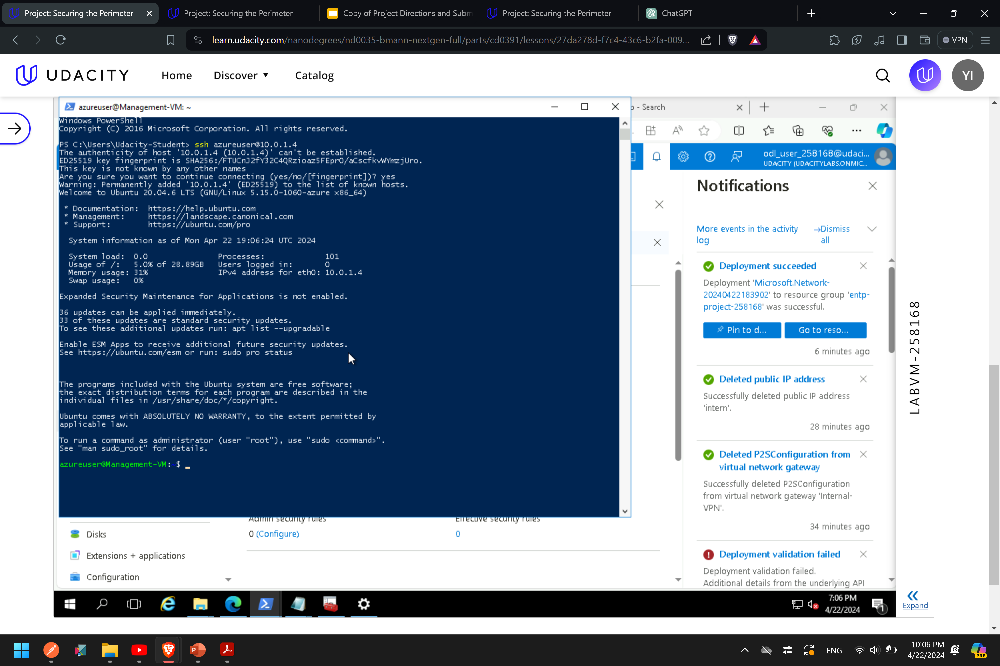 Project: Securing the Perimeter
Project: Securing the Perimeter
Copy of Project Directions and Subm
Project: Securing the Perimeter
ChatGPT
learn.udacity.com/nanodegrees/nd0035-bmann-nextgen-full/parts/cd0391/lessons/27da278d-f7c4-43c6-b2fa-009...
VPN
UDACITY
Home
Discover
Catalog
YI
azureuser@Management-VM: ~
Windows PowerShell
Copyright (C) 2016 Microsoft Corporation. All rights reserved.
PS C:\Users\Udacity-Student> ssh azureuser@10.0.1.4
The authenticity of host '10.0.1.4 (10.0.1.4)' can't be established.
ED25519 key fingerprint is SHA256:/FTUCnJ2fY32C4QRzioaz5FEprO/aCscfkvWYmzjUro.
This key is not known by any other names
Are you sure you want to continue connecting (yes/no/[fingerprint])? yes
Warning: Permanently added '10.0.1.4' (ED25519) to the list of known hosts.
Welcome to Ubuntu 20.04.6 LTS (GNU/Linux 5.15.0-1060-azure x86_64)
* Documentation: https://help.ubuntu.com
* Management: https://landscape.canonical.com
* Support: https://ubuntu.com/pro
System information as of Mon Apr 22 19:06:24 UTC 2024
System load: 0.0 Processes: 101
Usage of /: 5.0% of 28.89GB Users logged in: 0
Memory usage: 31% IPv4 address for eth0: 10.0.1.4
Swap usage: 0%
Expanded Security Maintenance for Applications is not enabled.
36 updates can be applied immediately.
33 of these updates are standard security updates.
To see these additional updates run: apt list --upgradable
Enable ESM Apps to receive additional future security updates.
See https://ubuntu.com/esm or run: sudo pro status
The programs included with the Ubuntu system are free software;
the exact distribution terms for each program are described in the
individual files in /usr/share/doc/*/copyright.
Ubuntu comes with ABSOLUTELY NO WARRANTY, to the extent permitted by
applicable law.
To run a command as administrator (user "root"), use "sudo <command>".
See "man sudo_root" for details.
azureuser@Management-VM: $
- Search
odl_user_258168@udaci...
UDACITY (UDACITYLABS.ONMIC...
Notifications
More events in the activity log
→Dismiss all
Deployment succeeded
Deployment 'Microsoft.Network-
20240422183902' to resource group 'entp-
project-258168' was successful.
Pin to d...
Go to reso...
6 minutes ago
Deleted public IP address
Successfully deleted public IP address
'intern'.
28 minutes ago
Deleted P2SConfiguration from
virtual network gateway
Successfully deleted P2SConfiguration
from virtual network gateway 'Internal-
VPN'.
34 minutes ago
Deployment validation failed
Deployment validation failed.
Additional details from the underlying API
Admin security rules
Effective security rules
0 (Configure)
0
Disks
Extensions + applications
Configuration
LABVM-258168
Expand
7:06 PM
4/22/2024
1
ENG
10:06 PM
4/22/2024
PRE